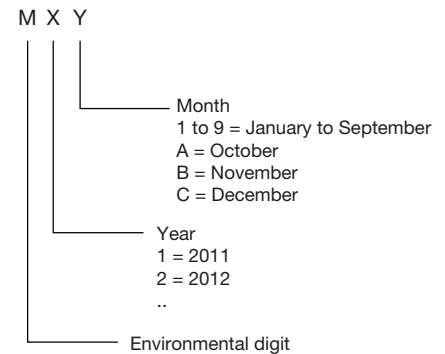 M X Y
Month
1 to 9 = January to September
A = October
B = November
C = December
Year
1 = 2011
2 = 2012
..
Environmental digit